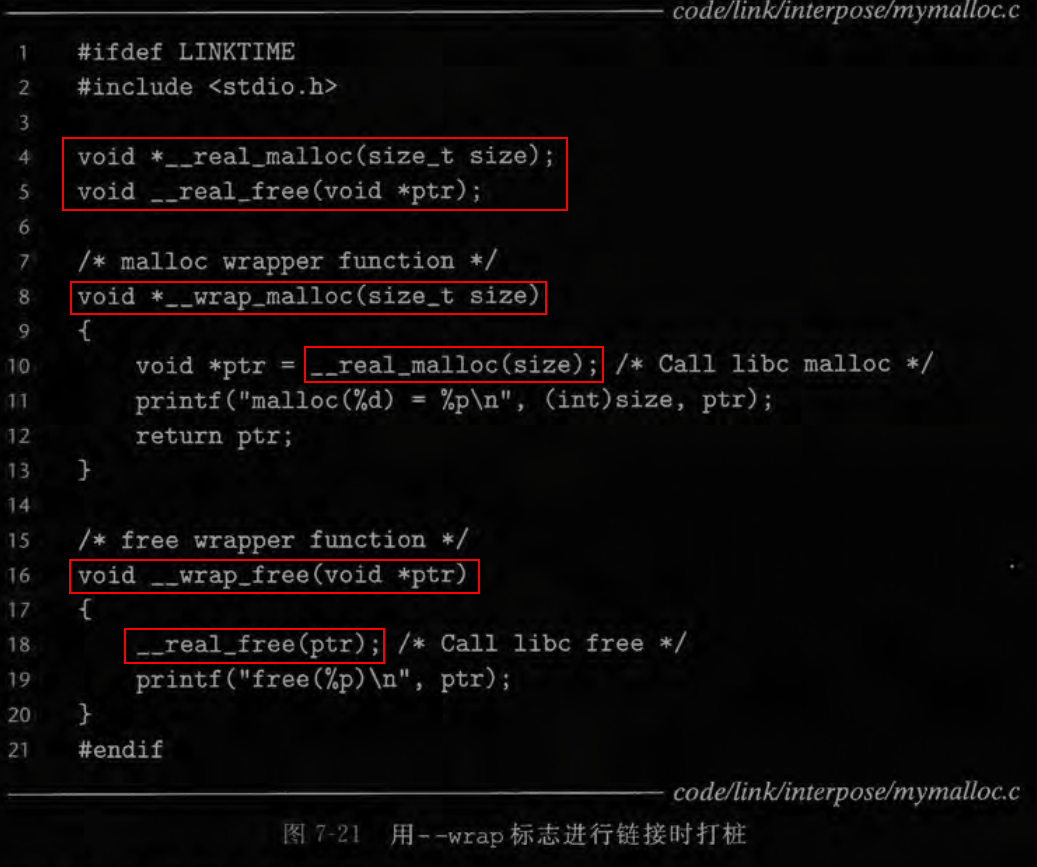 code/link/interpose/mymalloc.c
1 #ifdef LINKTIME
2 #include <stdio.h>
3
4 void *__real_malloc(size_t size);
5 void __real_free(void *ptr);
6
7 /* malloc wrapper function */
8 void *__wrap_malloc(size_t size)
9 {
10 void *ptr = __real_malloc(size); /* Call libc malloc */
11 printf("malloc(%d) = %p\n", (int)size, ptr);
12 return ptr;
13 }
14
15 /* free wrapper function */
16 void __wrap_free(void *ptr)
17 {
18 __real_free(ptr); /* Call libc free */
19 printf("free(%p)\n", ptr);
20 }
21 #endif
code/link/interpose/mymalloc.c
图 7-21 用--wrap 标志进行链接时打桩